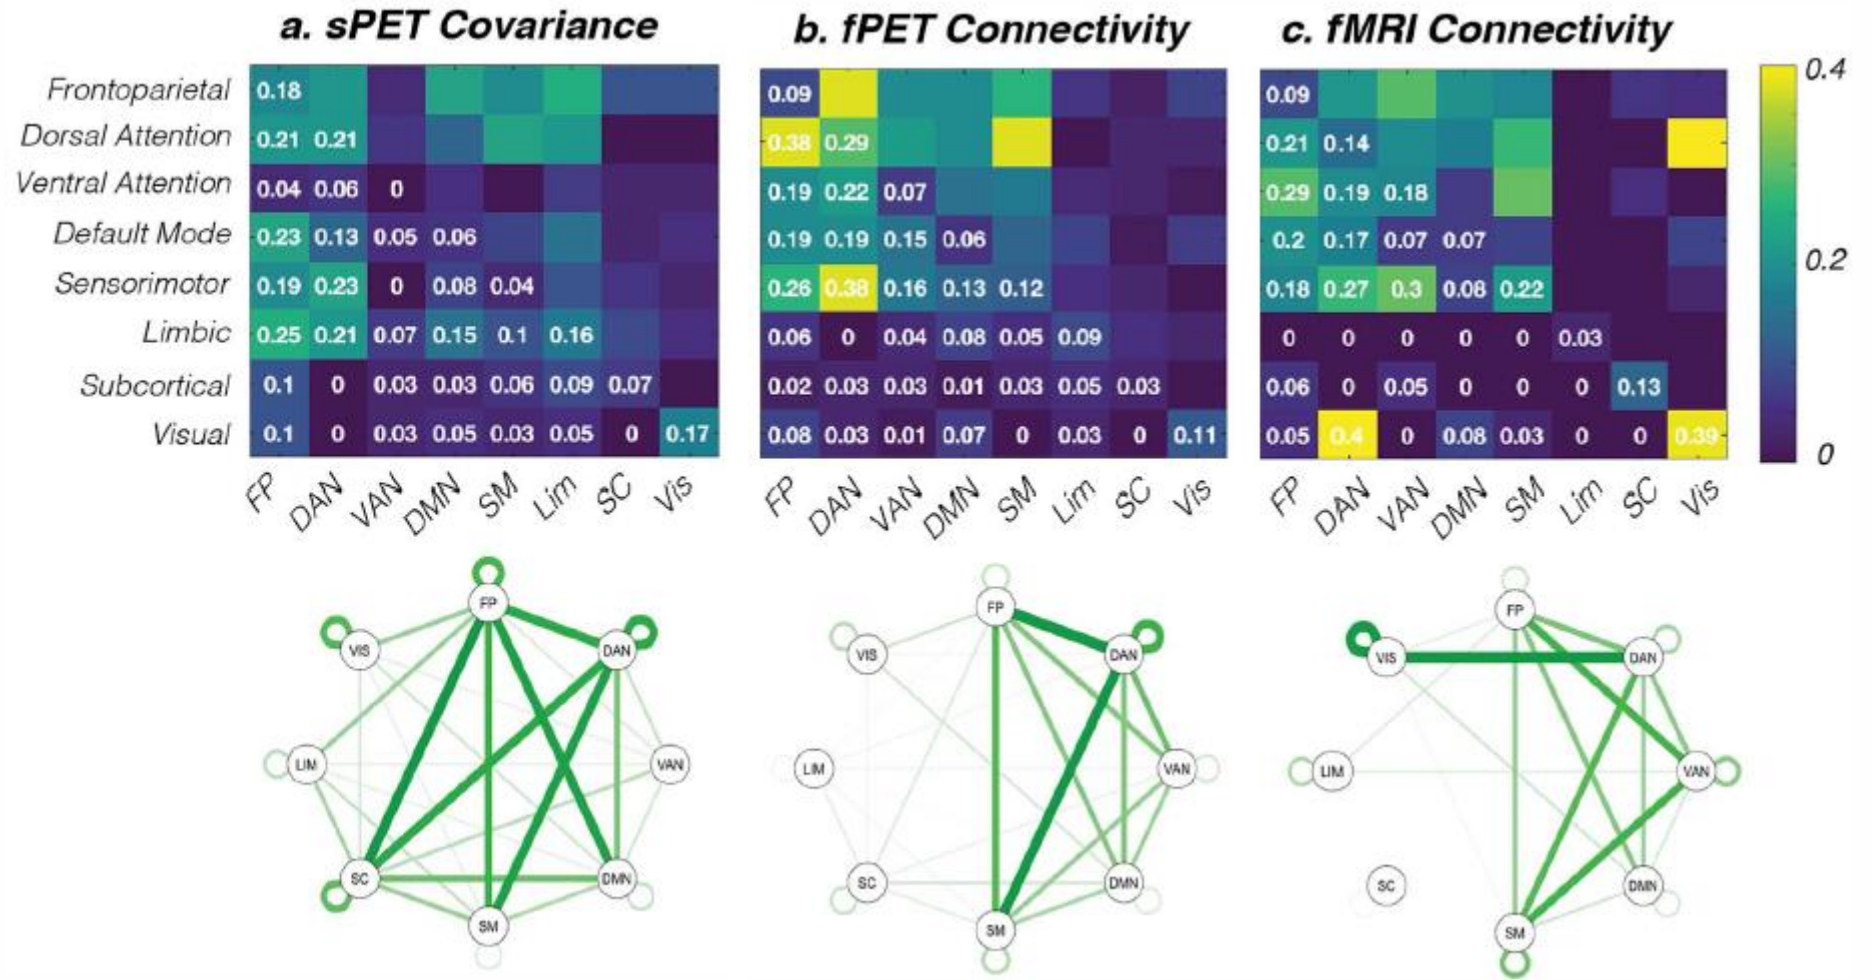 a. sPET Covariance
b. fPET Connectivity
c. fMRI Connectivity
Frontoparietal 0.18 0.09 0.09 0.4
Dorsal Attention 0.21 0.21 0.38 0.29 0.21 0.14
Ventral Attention 0.04 0.06 0 0.19 0.22 0.07 0.29 0.19 0.18
Default Mode 0.23 0.13 0.05 0.06 0.19 0.19 0.15 0.06 0.2 0.17 0.07 0.07 0.2
Sensorimotor 0.19 0.23 0 0.08 0.04 0.26 0.38 0.16 0.13 0.12 0.18 0.27 0.3 0.08 0.22
Limbic 0.25 0.21 0.07 0.15 0.1 0.16 0.06 0 0.04 0.08 0.05 0.09 0 0 0 0 0 0.03
Subcortical 0.1 0 0.03 0.03 0.06 0.09 0.07 0.02 0.03 0.03 0.01 0.03 0.05 0.03 0.06 0 0.05 0 0 0 0.13
Visual 0.1 0 0.03 0.05 0.03 0.05 0 0.17 0.08 0.03 0.01 0.07 0 0.03 0 0.11 0.05 0.4 0 0.08 0.03 0 0 0.39 0
FP DAN VAN DMN SM Lim SC Vis
FP DAN VAN DMN SM Lim SC Vis
FP DAN VAN DMN SM Lim SC Vis
FP
VIS DAN
LIM VAN
SC DMN
SM
FP
VIS DAN
LIM VAN
SC DMN
SM
FP
VIS DAN
LIM VAN
SC DMN
SM